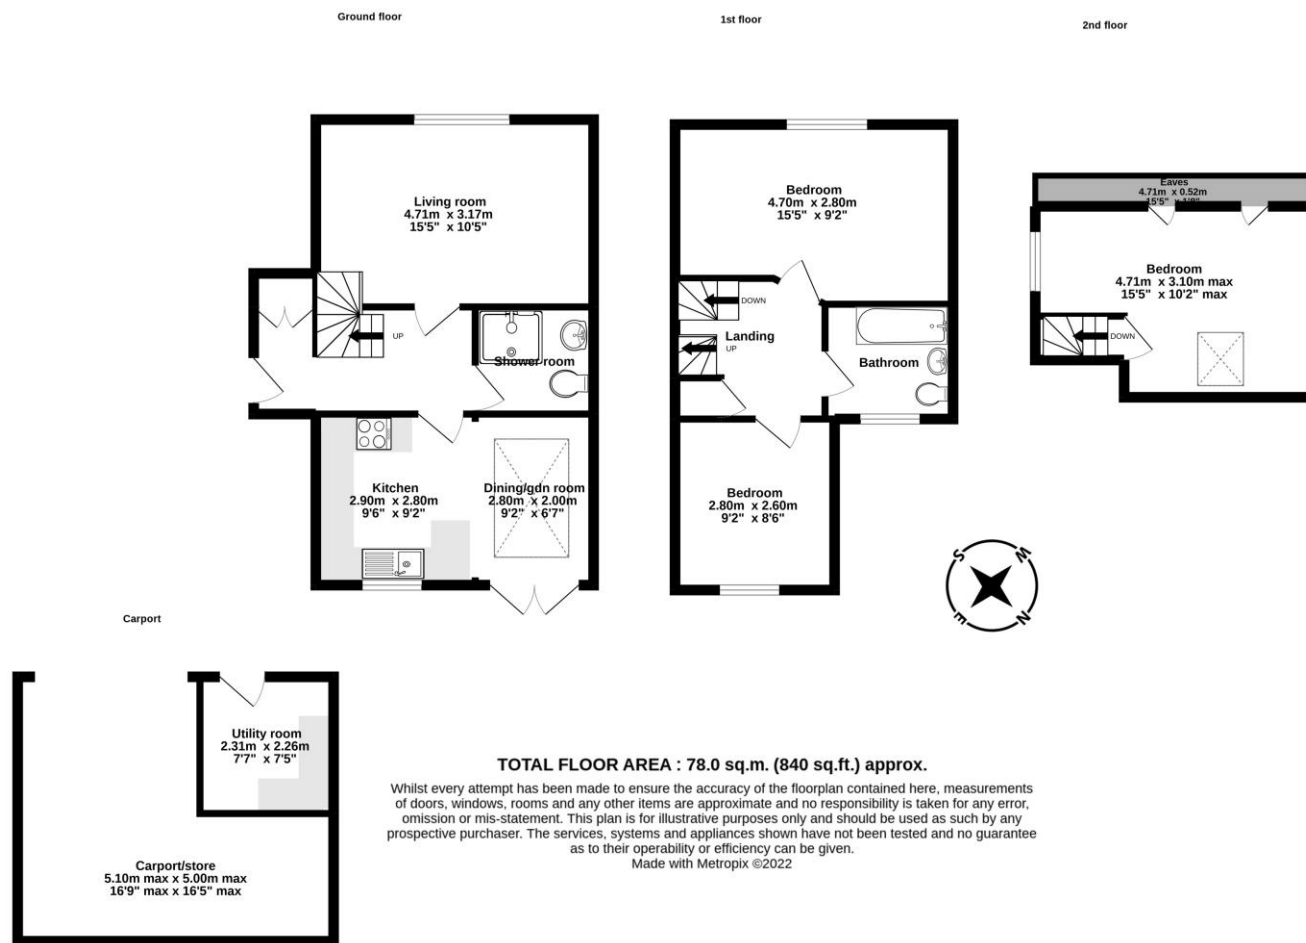 Ground floor
Living room
4.71m x 3.17m
15'5" x 10'5"
UP
Shower room
Kitchen
2.90m x 2.80m
9'6" x 9'2"
Dining/gdn room
2.80m x 2.00m
9'2" x 6'7"
1st floor
Bedroom
4.70m x 2.80m
15'5" x 9'2"
DOWN
Landing
UP
Bathroom
Bedroom
2.80m x 2.60m
9'2" x 8'6"
2nd floor
Eaves
4.71m x 0.52m
15'5" x 1'8"
Bedroom
4.71m x 3.10m max
15'5" x 10'2" max
DOWN
S
W
E
N
Carport
Utility room
2.31m x 2.26m
7'7" x 7'5"
Carport/store
5.10m max x 5.00m max
16'9" max x 16'5" max
TOTAL FLOOR AREA : 78.0 sq.m. (840 sq.ft.) approx.
Whilst every attempt has been made to ensure the accuracy of the floorplan contained here, measurements
of doors, windows, rooms and any other items are approximate and no responsibility is taken for any error,
omission or mis-statement. This plan is for illustrative purposes only and should be used as such by any
prospective purchaser. The services, systems and appliances shown have not been tested and no guarantee
as to their operability or efficiency can be given.
Made with Metropix ©2022